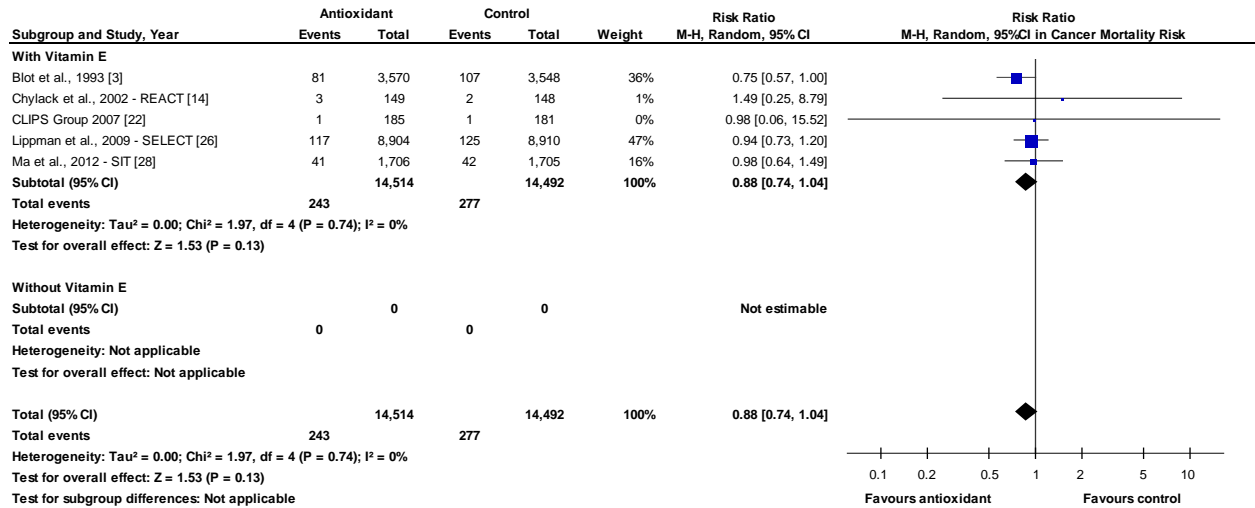 Antioxidant Control Risk Ratio Risk Ratio
Subgroup and Study, Year Events Total Events Total Weight M-H, Random, 95% CI M-H, Random, 95%CI in Cancer Mortality Risk
With Vitamin E
Blot et al., 1993 [3] 81 3,570 107 3,548 36% 0.75 [0.57, 1.00]
Chylack et al., 2002 - REACT [14] 3 149 2 148 1% 1.49 [0.25, 8.79]
CLIPS Group 2007 [22] 1 185 1 181 0% 0.98 [0.06, 15.52]
Lippman et al., 2009 - SELECT [26] 117 8,904 125 8,910 47% 0.94 [0.73, 1.20]
Ma et al., 2012 - SIT [28] 41 1,706 42 1,705 16% 0.98 [0.64, 1.49]
Subtotal (95% CI) 14,514 14,492 100% 0.88 [0.74, 1.04]
Total events 243 277
Heterogeneity: Tau² = 0.00; Chi² = 1.97, df = 4 (P = 0.74); I² = 0%
Test for overall effect: Z = 1.53 (P = 0.13)
Without Vitamin E
Subtotal (95% CI) 0 0 Not estimable
Total events 0 0
Heterogeneity: Not applicable
Test for overall effect: Not applicable
Total (95% CI) 14,514 14,492 100% 0.88 [0.74, 1.04]
Total events 243 277
Heterogeneity: Tau² = 0.00; Chi² = 1.97, df = 4 (P = 0.74); I² = 0%
Test for overall effect: Z = 1.53 (P = 0.13)
0.1 0.2 0.5 1 2 5 10
Test for subgroup differences: Not applicable Favours antioxidant Favours control